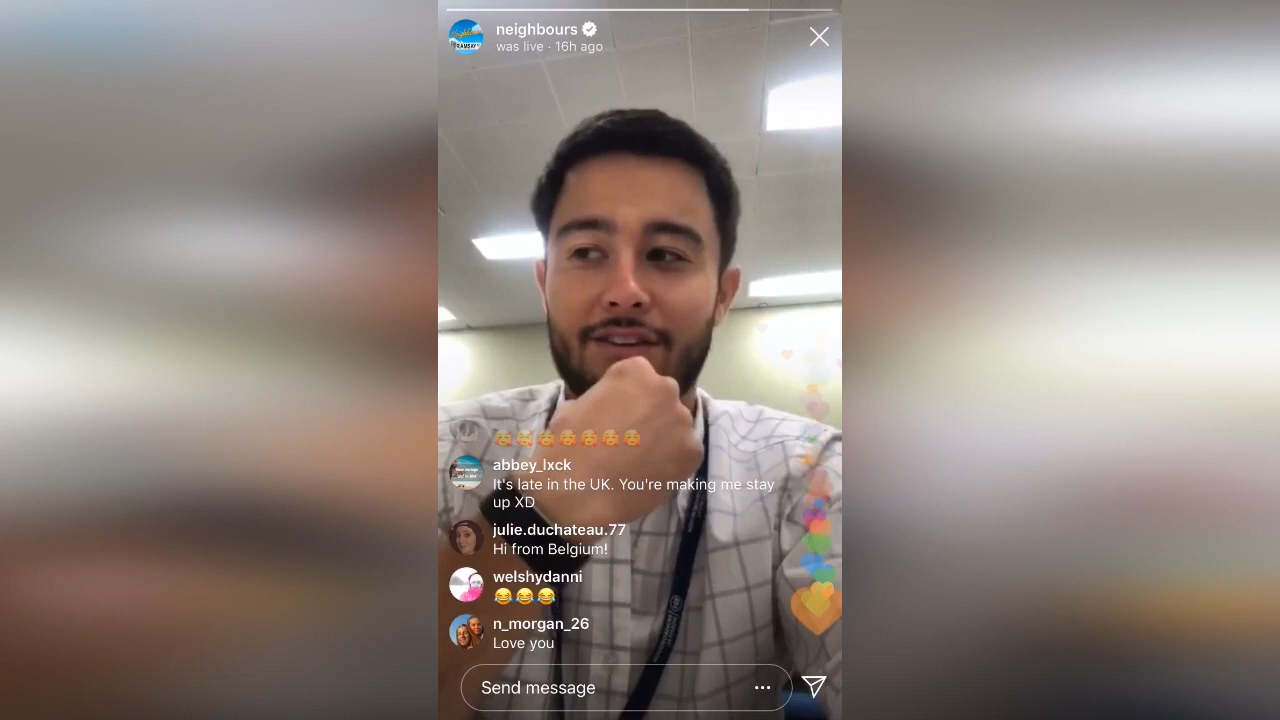 neighbours
was live · 16h ago
RAMSAY
🥰🥰🥰🥰🥰🥰🥰
abbey_lxck
It's late in the UK. You're making me stay
up XD
julie.duchateau.77
Hi from Belgium!
welshydanni
😂😂😂
n_morgan_26
Love you
Send message